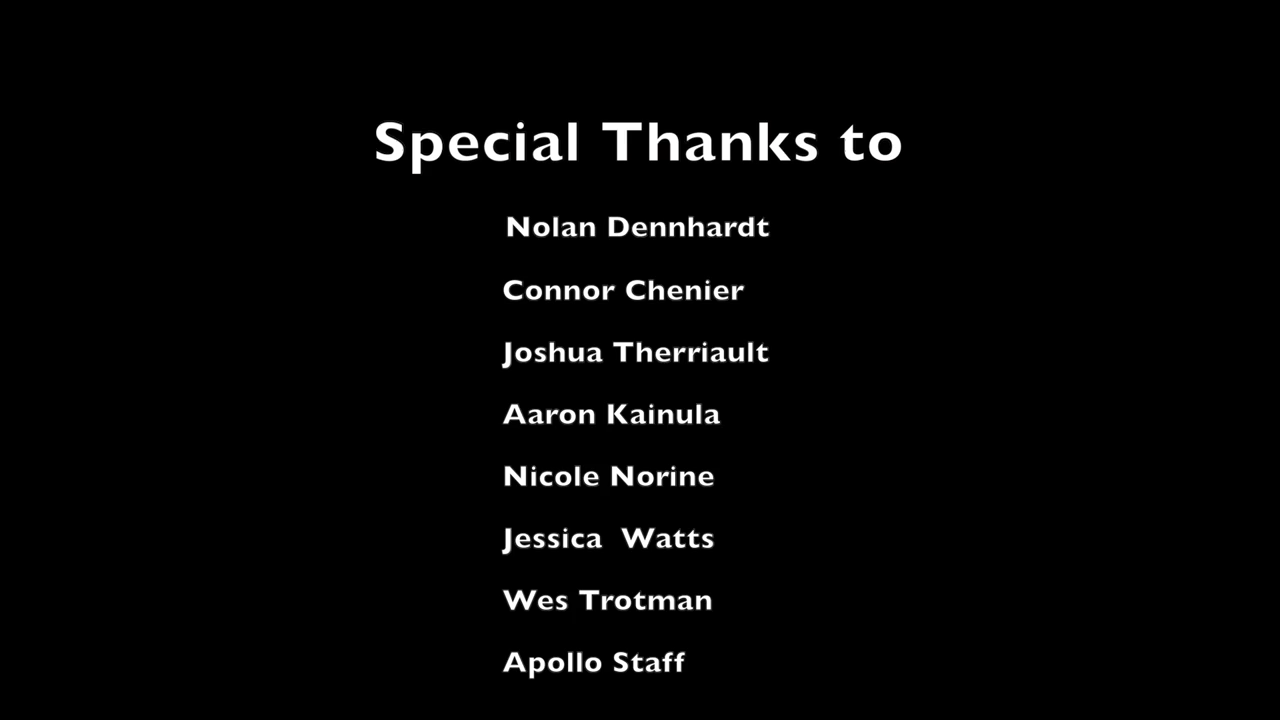 Special Thanks to
Nolan Dennhardt
Connor Chenier
Joshua Therriault
Aaron Kainula
Nicole Norine
Jessica  Watts
Wes Trotman
Apollo Staff